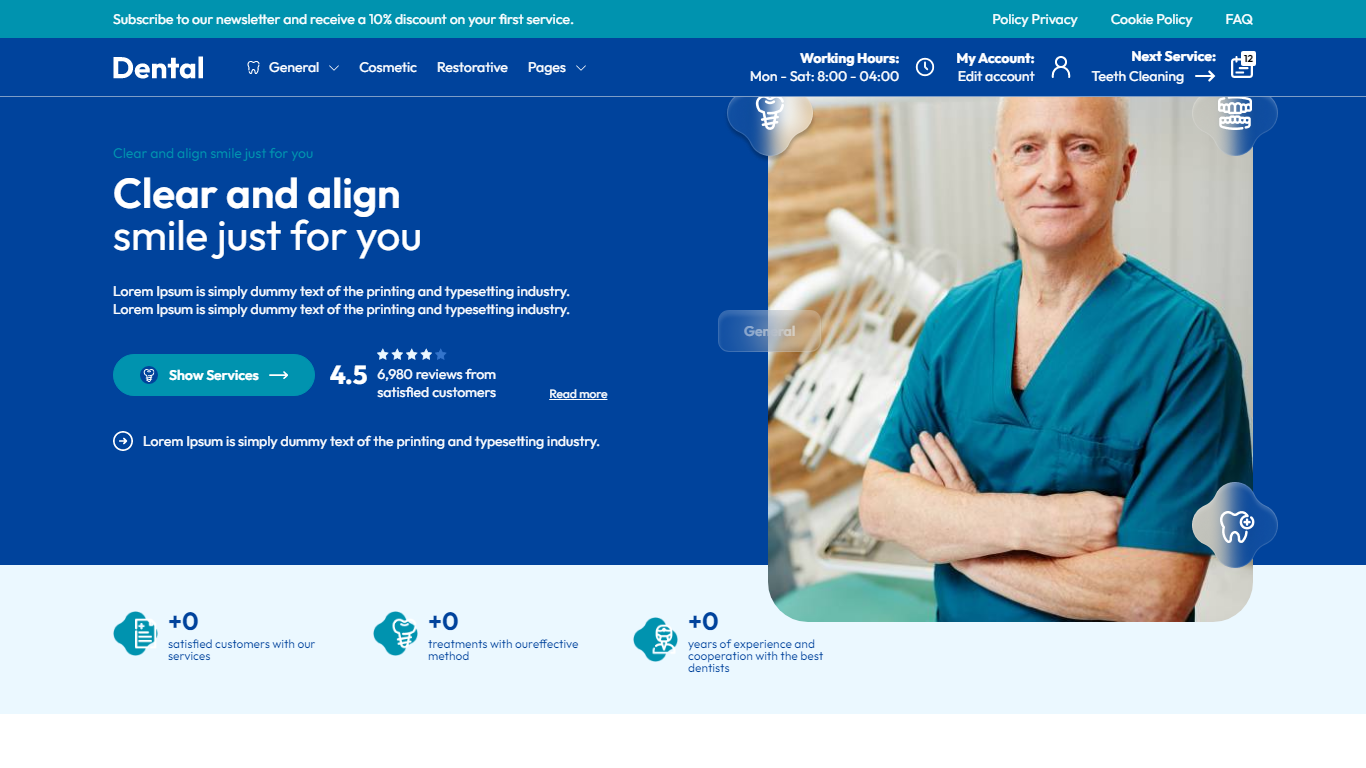 Subscribe to our newsletter and receive a 10% discount on your first service.
Policy Privacy
Cookie Policy
FAQ
Dental
General
Cosmetic
Restorative
Pages
Working Hours:
Mon - Sat: 8:00 - 04:00
My Account:
Edit account
Next Service:
Teeth Cleaning
12
Clear and align smile just for you
Clear and align
smile just for you
Lorem Ipsum is simply dummy text of the printing and typesetting industry.
Lorem Ipsum is simply dummy text of the printing and typesetting industry.
Show Services
4.5
6,980 reviews from
satisfied customers
Read more
Lorem Ipsum is simply dummy text of the printing and typesetting industry.
General
+0
satisfied customers with our
services
+0
treatments with oureffective
method
+0
years of experience and
cooperation with the best
dentists